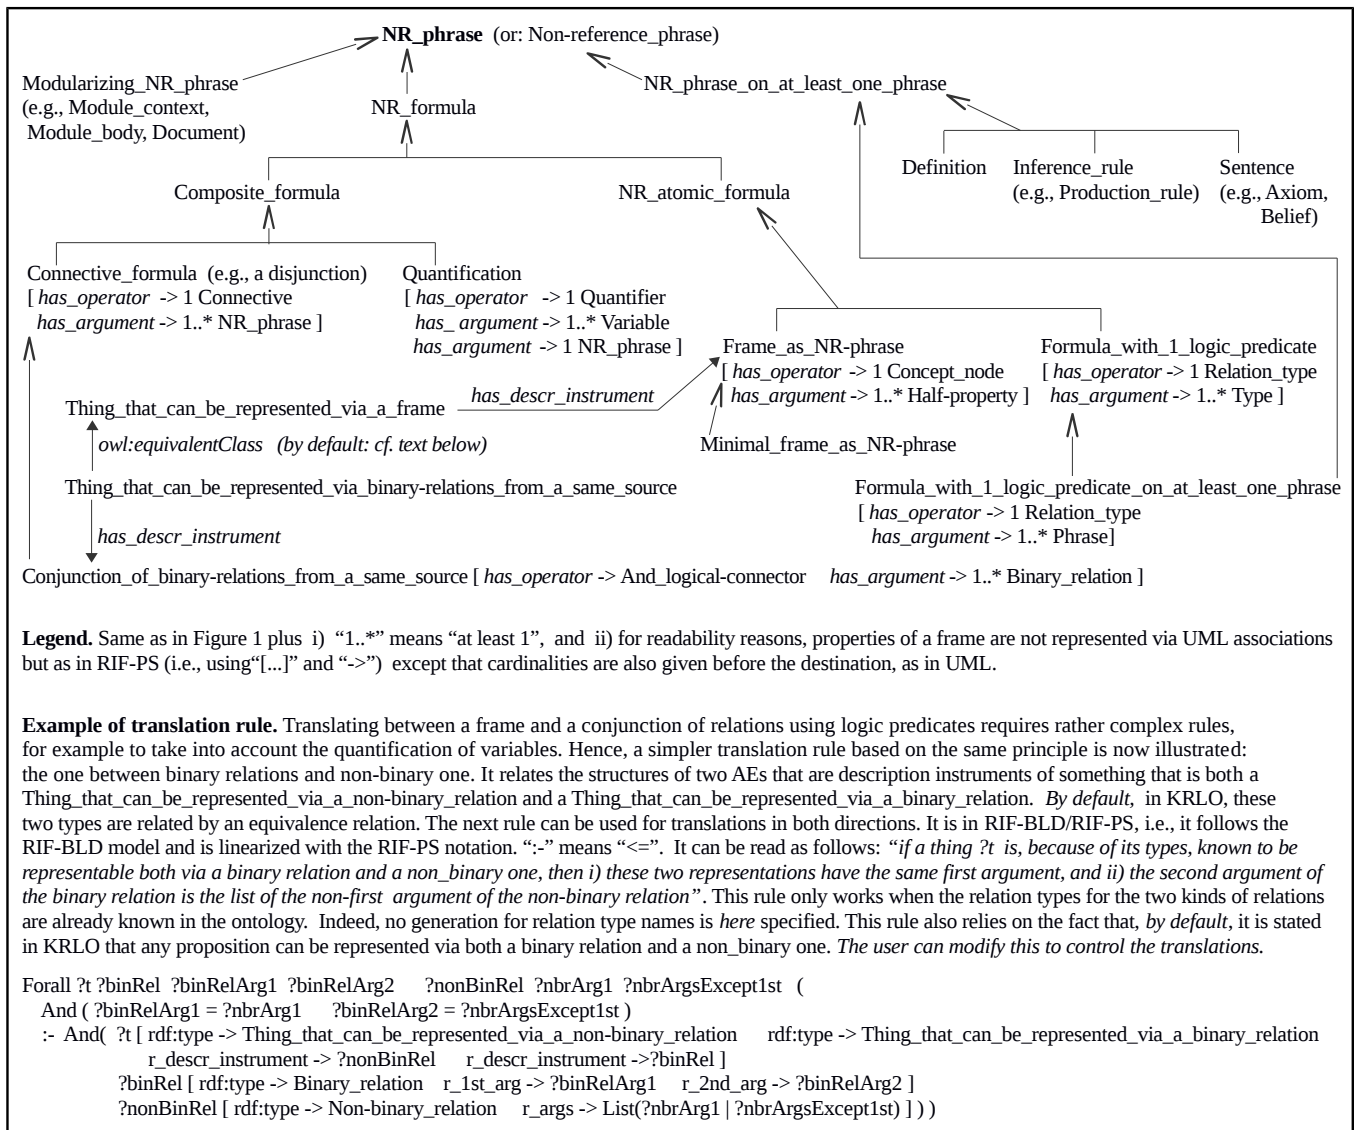 NR_phrase (or: Non-reference_phrase)
Modularizing_NR_phrase
(e.g., Module_context,
Module_body, Document)
NR_formula
NR_phrase_on_at_least_one_phrase
Definition
Inference_rule
(e.g., Production_rule)
Sentence
(e.g., Axiom,
Belief)
Composite_formula
NR_atomic_formula
Connective_formula (e.g., a disjunction)
[ has_operator -> 1 Connective
has_argument -> 1..* NR_phrase ]
Quantification
[ has_operator -> 1 Quantifier
has_ argument -> 1..* Variable
has_argument -> 1 NR_phrase ]
Frame_as_NR-phrase
[ has_operator -> 1 Concept_node
has_argument -> 1..* Half-property ]
Formula_with_1_logic_predicate
[ has_operator -> 1 Relation_type
has_argument -> 1..* Type ]
has_descr_instrument
Thing_that_can_be_represented_via_a_frame
owl:equivalentClass (by default: cf. text below)
Minimal_frame_as_NR-phrase
Thing_that_can_be_represented_via_binary-relations_from_a_same_source
Formula_with_1_logic_predicate_on_at_least_one_phrase
[ has_operator -> 1 Relation_type
has_argument -> 1..* Phrase]
has_descr_instrument
Conjunction_of_binary-relations_from_a_same_source [ has_operator -> And_logical-connector has_argument -> 1..* Binary_relation ]
Legend. Same as in Figure 1 plus i) “1..*” means “at least 1”, and ii) for readability reasons, properties of a frame are not represented via UML associations
but as in RIF-PS (i.e., using“[...]” and “->”) except that cardinalities are also given before the destination, as in UML.
Example of translation rule. Translating between a frame and a conjunction of relations using logic predicates requires rather complex rules,
for example to take into account the quantification of variables. Hence, a simpler translation rule based on the same principle is now illustrated:
the one between binary relations and non-binary one. It relates the structures of two AEs that are description instruments of something that is both a
Thing_that_can_be_represented_via_a_non-binary_relation and a Thing_that_can_be_represented_via_a_binary_relation. By default, in KRLO, these
two types are related by an equivalence relation. The next rule can be used for translations in both directions. It is in RIF-BLD/RIF-PS, i.e., it follows the
RIF-BLD model and is linearized with the RIF-PS notation. “:-” means “<=”. It can be read as follows: “if a thing ?t is, because of its types, known to be
representable both via a binary relation and a non_binary one, then i) these two representations have the same first argument, and ii) the second argument of
the binary relation is the list of the non-first argument of the non-binary relation”. This rule only works when the relation types for the two kinds of relations
are already known in the ontology. Indeed, no generation for relation type names is here specified. This rule also relies on the fact that, by default, it is stated
in KRLO that any proposition can be represented via both a binary relation and a non_binary one. The user can modify this to control the translations.
Forall ?t ?binRel ?binRelArg1 ?binRelArg2 ?nonBinRel ?nbrArg1 ?nbrArgsExcept1st (
And ( ?binRelArg1 = ?nbrArg1 ?binRelArg2 = ?nbrArgsExcept1st )
:- And( ?t [ rdf:type -> Thing_that_can_be_represented_via_a_non-binary_relation rdf:type -> Thing_that_can_be_represented_via_a_binary_relation
r_descr_instrument -> ?nonBinRel r_descr_instrument ->?binRel ]
?binRel [ rdf:type -> Binary_relation r_1st_arg -> ?binRelArg1 r_2nd_arg -> ?binRelArg2 ]
?nonBinRel [ rdf:type -> Non-binary_relation r_args -> List(?nbrArg1 | ?nbrArgsExcept1st) ] ) )